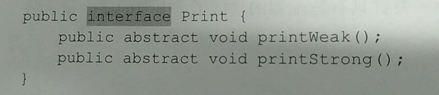 public interface Print {
    public abstract void printWeak();
    public abstract void printStrong();
}